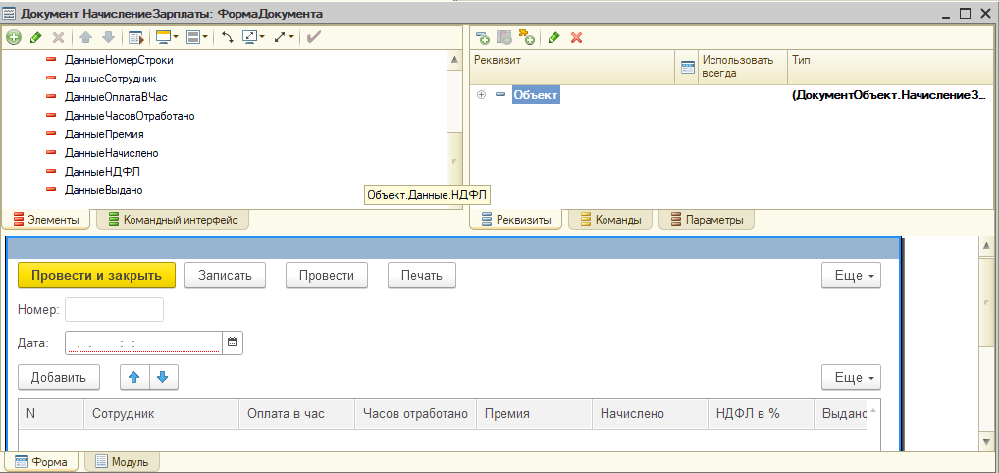 Документ НачислениеЗарплаты: ФормаДокумента
ДанныеНомерСтроки
ДанныеСотрудник
ДанныеОплатаВЧас
ДанныеЧасовОтработано
ДанныеПремия
ДанныеНачислено
ДанныеНДФЛ
ДанныеВыдано
Объект.Данные.НДФЛ
Элементы Командный интерфейс
Реквизит Использовать всегда Тип
Объект (ДокументОбъект.НачислениеЗ...
Реквизиты Команды Параметры
Провести и закрыть Записать Провести Печать Еще
Номер:
Дата: . . : :
Добавить Еще
N Сотрудник Оплата в час Часов отработано Премия Начислено НДФЛ в % Выдано
Форма Модуль